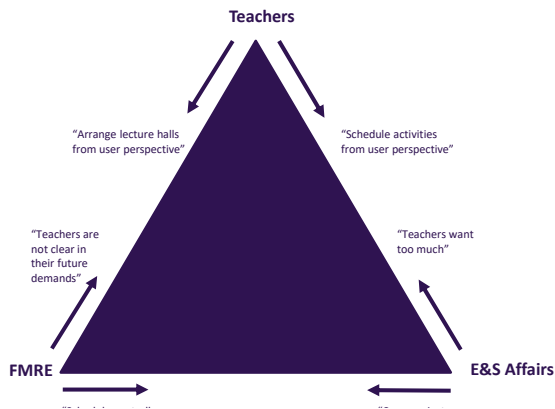 Teachers
“Arrange lecture halls
from user perspective”
“Schedule activities
from user perspective”
“Teachers are
not clear in
their future
demands”
“Teachers want
too much”
FMRE
E&S Affairs